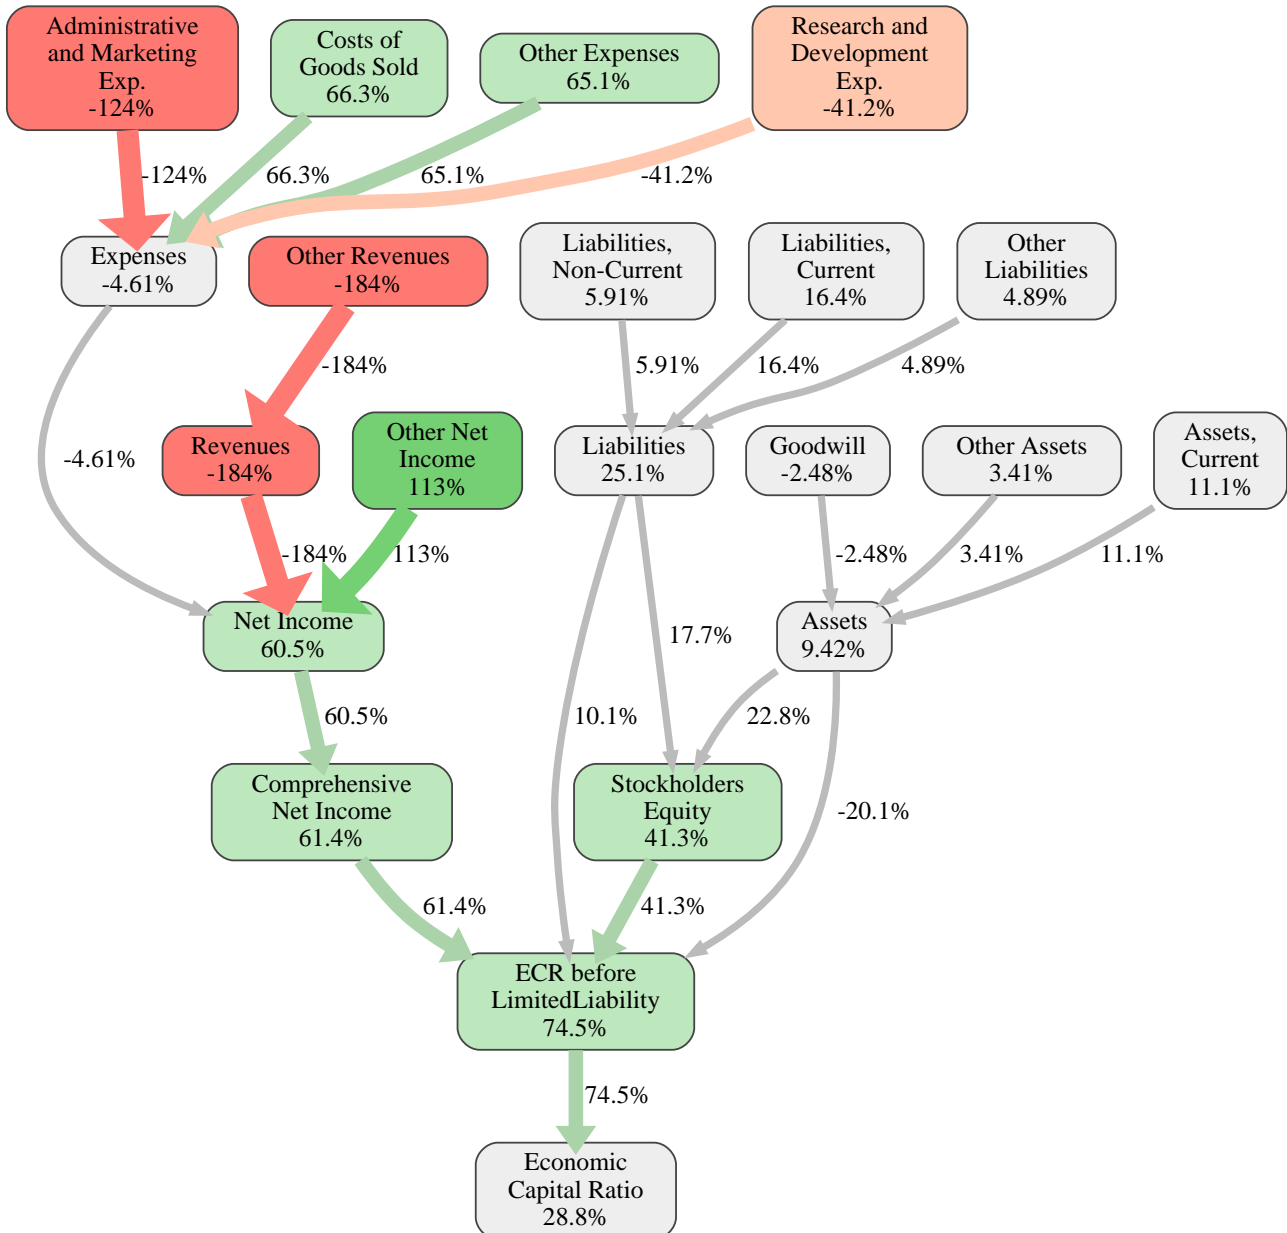 Administrative
and Marketing
Exp.
-124%
Costs of
Goods Sold
66.3%
Other Expenses
65.1%
Research and
Development
Exp.
-41.2%
-124%
66.3%
65.1%
-41.2%
Expenses
-4.61%
Other Revenues
-184%
Liabilities,
Non-Current
5.91%
Liabilities,
Current
16.4%
Other
Liabilities
4.89%
-184%
5.91%
16.4%
4.89%
-4.61%
Revenues
-184%
Other Net
Income
113%
Liabilities
25.1%
Goodwill
-2.48%
Other Assets
3.41%
Assets,
Current
11.1%
-184%
113%
-2.48%
3.41%
11.1%
Net Income
60.5%
17.7%
Assets
9.42%
60.5%
10.1%
22.8%
Comprehensive
Net Income
61.4%
Stockholders
Equity
41.3%
-20.1%
61.4%
41.3%
ECR before
LimitedLiability
74.5%
74.5%
Economic
Capital Ratio
28.8%